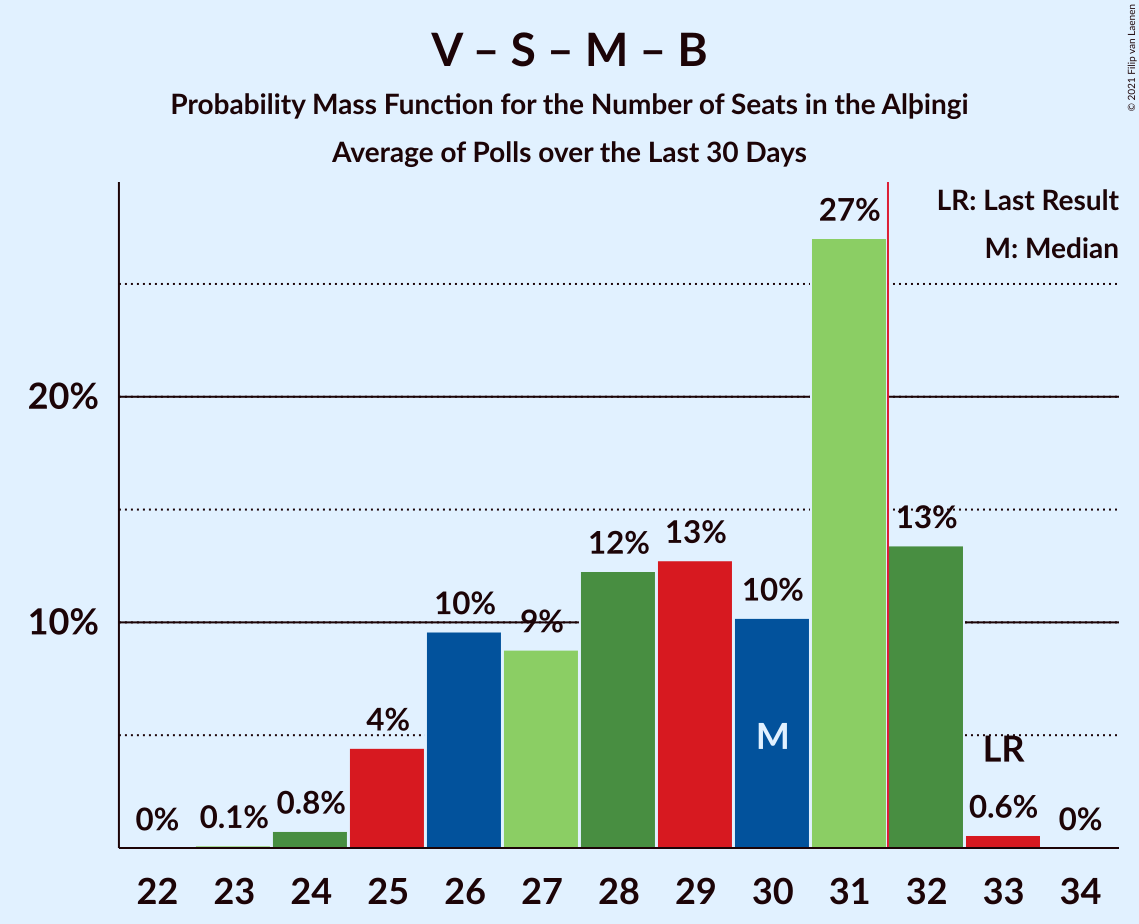 V – S – M – B
Probability Mass Function for the Number of Seats in the Alþingi
Average of Polls over the Last 30 Days
© 2021 Filip van Laenen
LR: Last Result
M: Median
20%
10%
0%
0.1%
0.8%
4%
10%
9%
12%
13%
10%
27%
13%
0.6%
0%
M
LR
22 23 24 25 26 27 28 29 30 31 32 33 34